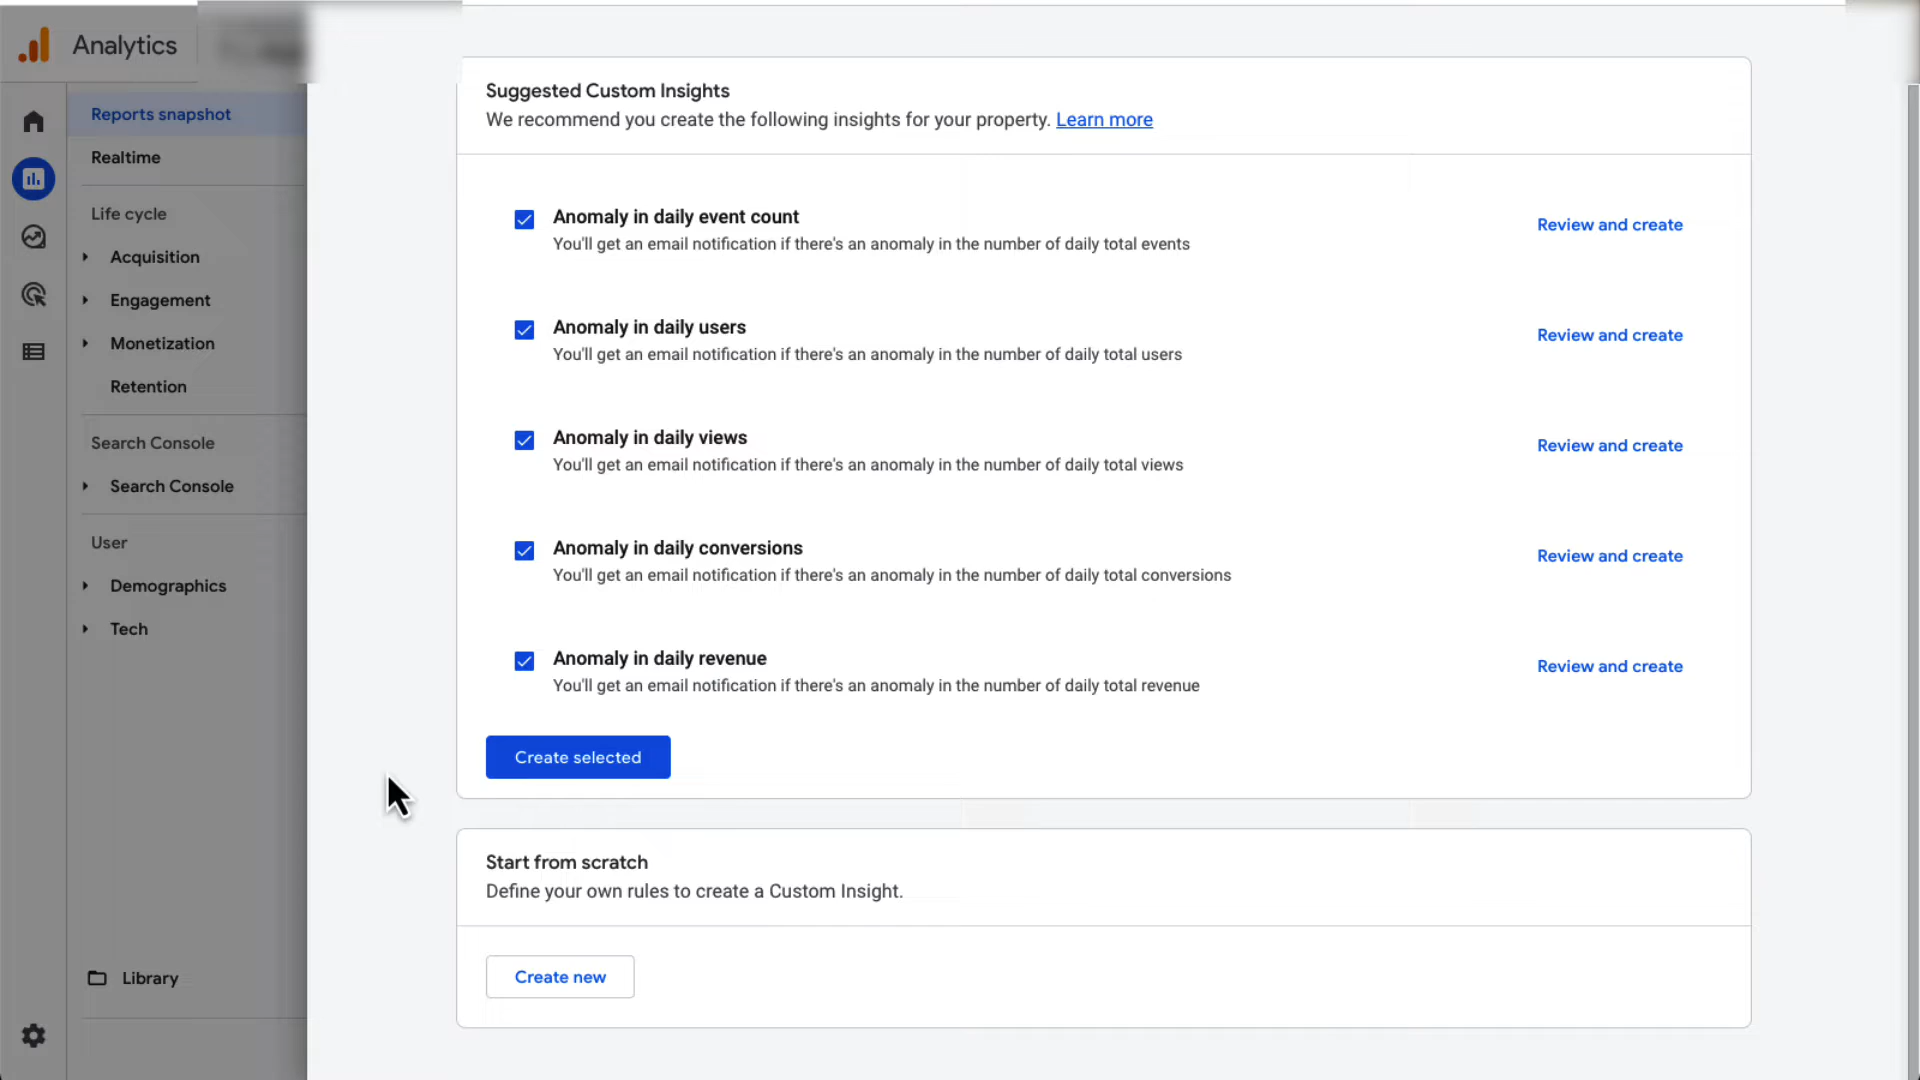 Analytics
Reports snapshot
Realtime
Life cycle
Acquisition
Engagement
Monetization
Retention
Search Console
Search Console
User
Demographics
Tech
Library
Suggested Custom Insights
We recommend you create the following insights for your property. Learn more
Anomaly in daily event count
You'll get an email notification if there's an anomaly in the number of daily total events
Review and create
Anomaly in daily users
You'll get an email notification if there's an anomaly in the number of daily total users
Review and create
Anomaly in daily views
You'll get an email notification if there's an anomaly in the number of daily total views
Review and create
Anomaly in daily conversions
You'll get an email notification if there's an anomaly in the number of daily total conversions
Review and create
Anomaly in daily revenue
You'll get an email notification if there's an anomaly in the number of daily total revenue
Review and create
Create selected
Start from scratch
Define your own rules to create a Custom Insight.
Create new